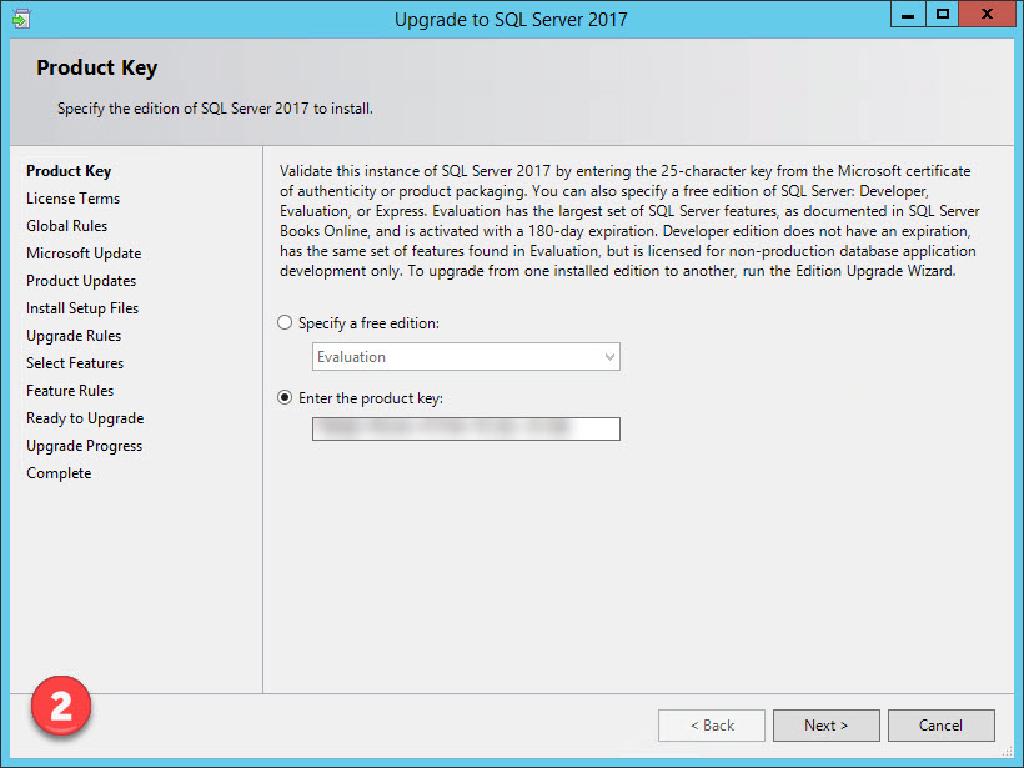 Upgrade to SQL Server 2017
Product Key
Specify the edition of SQL Server 2017 to install.
Product Key
License Terms
Global Rules
Microsoft Update
Product Updates
Install Setup Files
Upgrade Rules
Select Features
Feature Rules
Ready to Upgrade
Upgrade Progress
Complete
Validate this instance of SQL Server 2017 by entering the 25-character key from the Microsoft certificate
of authenticity or product packaging. You can also specify a free edition of SQL Server: Developer,
Evaluation, or Express. Evaluation has the largest set of SQL Server features, as documented in SQL Server
Books Online, and is activated with a 180-day expiration. Developer edition does not have an expiration,
has the same set of features found in Evaluation, but is licensed for non-production database application
development only. To upgrade from one installed edition to another, run the Edition Upgrade Wizard.
Specify a free edition:
Evaluation
Enter the product key:
2
< Back
Next >
Cancel